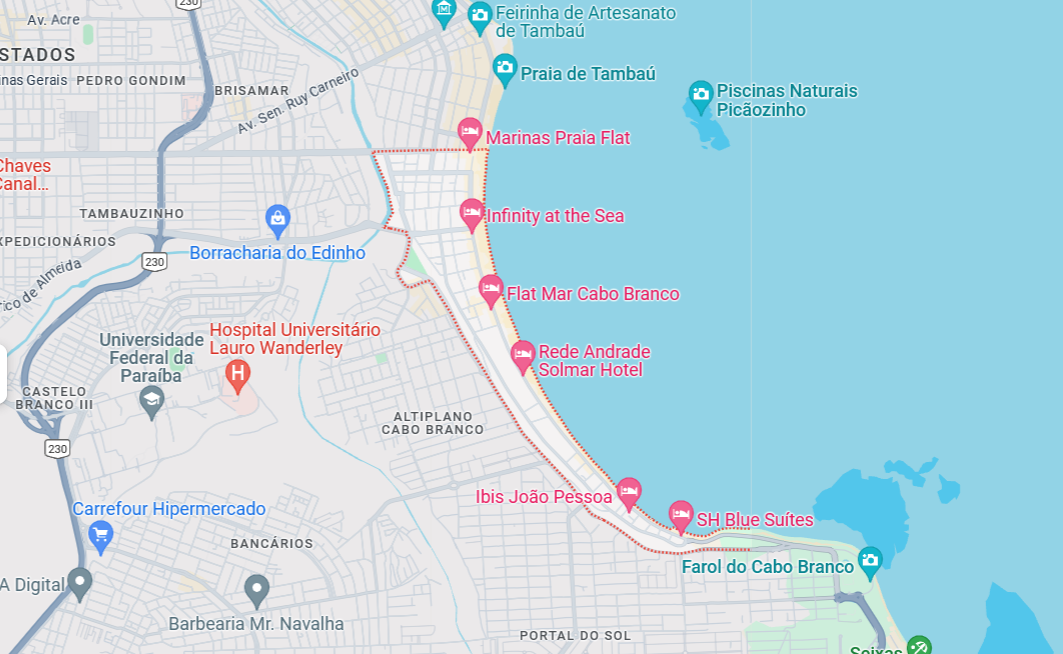 230
Av. Acre
Feirinha de Artesanato
de Tambaú
STADOS
nas Gerais
PEDRO GONDIM
Praia de Tambaú
BRISAMAR
Av. Sen. Ruy Carneiro
Piscinas Naturais
Picãozinho
Marinas Praia Flat
Chaves
Canal...
TAMBAUZINHO
Infinity at the Sea
XPEDICIONÁRIOS
Borracharia do Edinho
230
ico de Almeida
Flat Mar Cabo Branco
Universidade
Federal da
Paraíba
Hospital Universitário
Lauro Wanderley
H
Rede Andrade
Solmar Hotel
CASTELO
BRANCO III
ALTIPLANO
CABO BRANCO
230
Ibis João Pessoa
Carrefour Hipermercado
SH Blue Suítes
BANCÁRIOS
Farol do Cabo Branco
A Digital
Barbearia Mr. Navalha
PORTAL DO SOL
Seixas